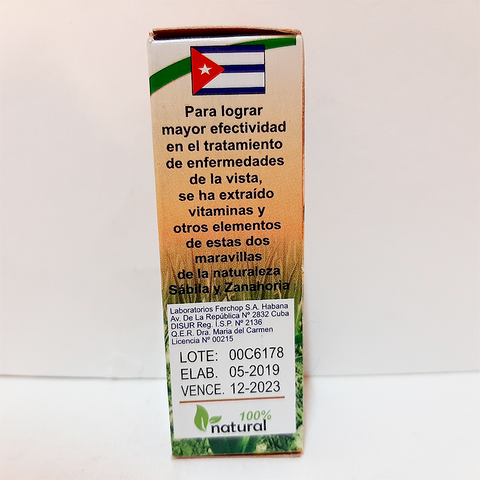 Para lograr
mayor efectividad
en el tratamiento
de enfermedades
de la vista,
se ha extraído
vitaminas y
otros elementos
de estas dos
maravillas
de la naturaleza
Sábila y Zanahoria
Laboratorios Ferchop S.A. Habana
Av. De La República Nº 2832 Cuba
DISUR Reg. I.S.P. Nº 2136
Q.E.R. Dra. Maria del Carmen
Licencia Nº 00215
LOTE: 00C6178
ELAB. 05-2019
VENCE. 12-2023
100%
natural